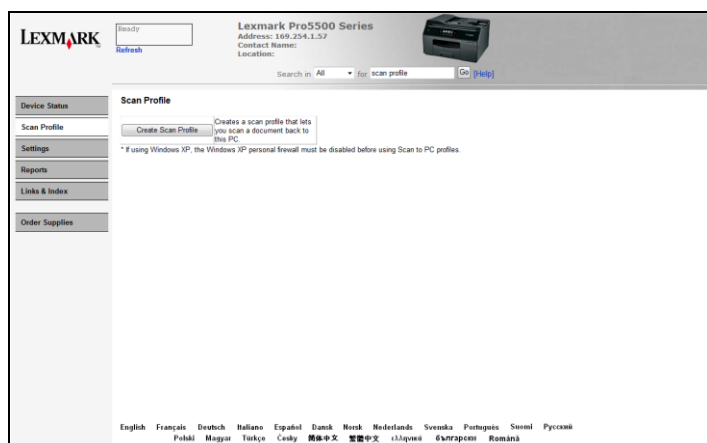 LEXMARK
Ready
Refresh
Lexmark Pro5500 Series
Address: 169.254.1.57
Contact Name:
Location:
Search in All for scan profile Go [Help]
Device Status
Scan Profile
Settings
Reports
Links & Index
Order Supplies
Scan Profile
Create Scan Profile
Creates a scan profile that lets
you scan a document back to
this PC.
* If using Windows XP, the Windows XP personal firewall must be disabled before using Scan to PC profiles.
English Français Deutsch Italiano Español Dansk Norsk Nederlands Svenska Português Suomi Русский
Polski Magyar Türkçe Česky 简体中文 繁體中文 ελληνικά български Română